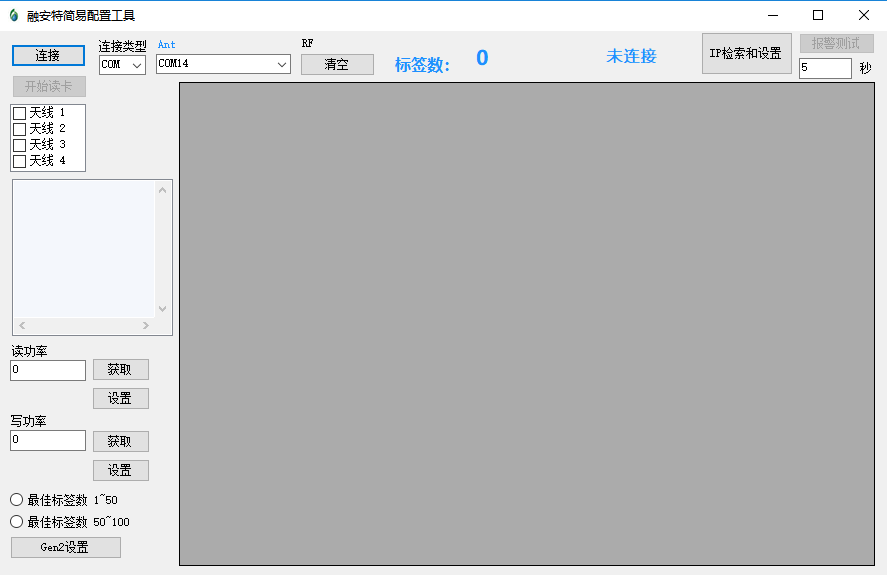 融安特简易配置工具
连接
连接类型
COM
Ant
COM14
RF
清空
标签数: 0
未连接
IP检索和设置
报警测试
5 秒
开始读卡
天线 1
天线 2
天线 3
天线 4
读功率
0
获取
设置
写功率
0
获取
设置
最佳标签数 1~50
最佳标签数 50~100
Gen2设置